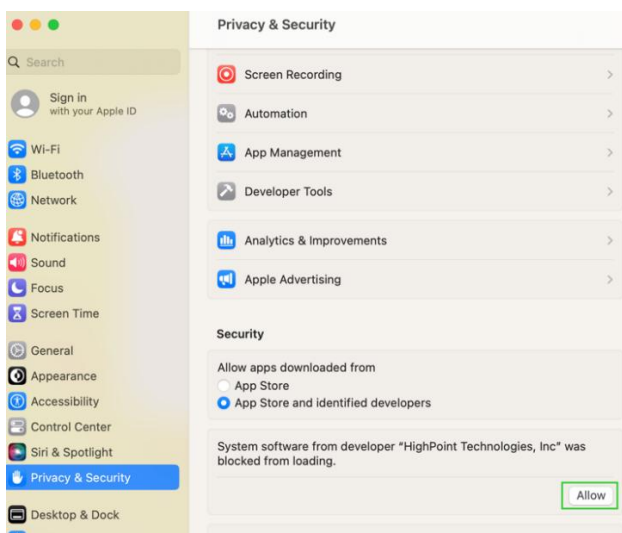 Privacy & Security
Search
Sign in
with your Apple ID
Wi-Fi
Bluetooth
Network
Notifications
Sound
Focus
Screen Time
General
Appearance
Accessibility
Control Center
Siri & Spotlight
Privacy & Security
Desktop & Dock
Screen Recording
Automation
App Management
Developer Tools
Analytics & Improvements
Apple Advertising
Security
Allow apps downloaded from
App Store
App Store and identified developers
System software from developer “HighPoint Technologies, Inc” was
blocked from loading.
Allow